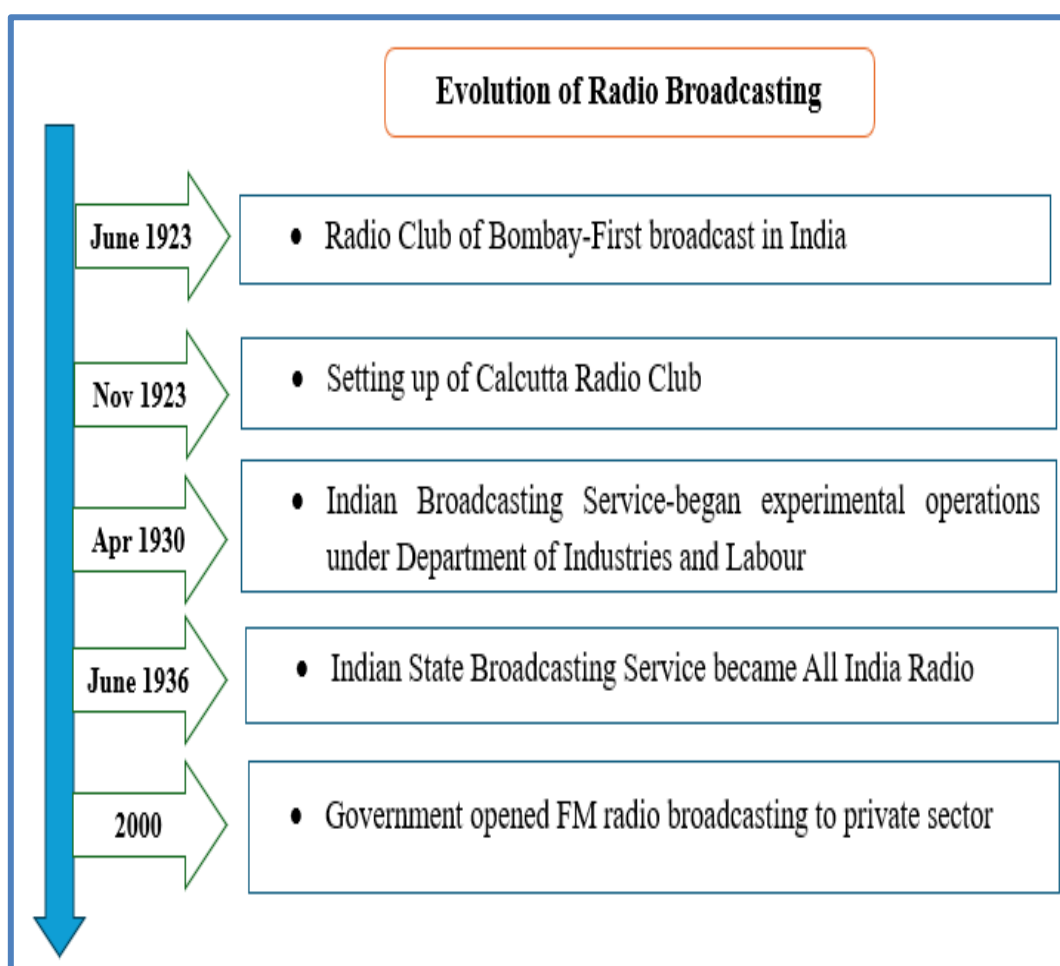 Evolution of Radio Broadcasting
June 1923
• Radio Club of Bombay-First broadcast in India
Nov 1923
• Setting up of Calcutta Radio Club
Apr 1930
• Indian Broadcasting Service-began experimental operations
under Department of Industries and Labour
June 1936
• Indian State Broadcasting Service became All India Radio
2000
• Government opened FM radio broadcasting to private sector